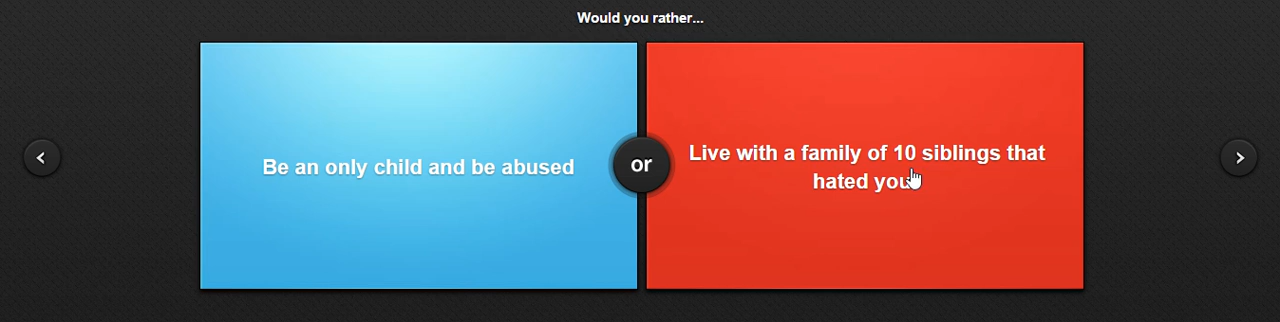 Would you rather...
Be an only child and be abused
or
Live with a family of 10 siblings that
hated you